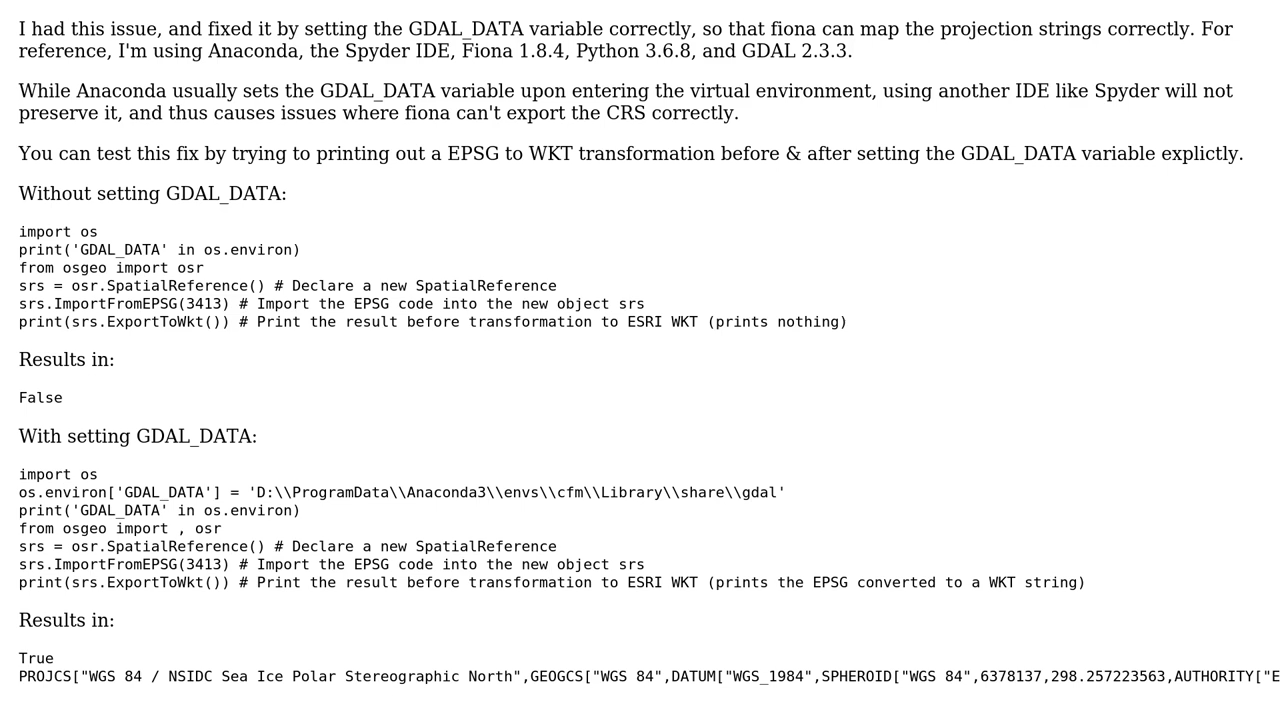 I had this issue, and fixed it by setting the GDAL_DATA variable correctly, so that fiona can map the projection strings correctly. For
reference, I'm using Anaconda, the Spyder IDE, Fiona 1.8.4, Python 3.6.8, and GDAL 2.3.3.
While Anaconda usually sets the GDAL_DATA variable upon entering the virtual environment, using another IDE like Spyder will not
preserve it, and thus causes issues where fiona can't export the CRS correctly.
You can test this fix by trying to printing out a EPSG to WKT transformation before & after setting the GDAL_DATA variable explictly.
Without setting GDAL_DATA:
import os
print('GDAL_DATA' in os.environ)
from osgeo import osr
srs = osr.SpatialReference() # Declare a new SpatialReference
srs.ImportFromEPSG(3413) # Import the EPSG code into the new object srs
print(srs.ExportToWkt()) # Print the result before transformation to ESRI WKT (prints nothing)
Results in:
False
With setting GDAL_DATA:
import os
os.environ['GDAL_DATA'] = 'D:\\ProgramData\\Anaconda3\\envs\\cfm\\Library\\share\\gdal'
print('GDAL_DATA' in os.environ)
from osgeo import , osr
srs = osr.SpatialReference() # Declare a new SpatialReference
srs.ImportFromEPSG(3413) # Import the EPSG code into the new object srs
print(srs.ExportToWkt()) # Print the result before transformation to ESRI WKT (prints the EPSG converted to a WKT string)
Results in:
True
PROJCS["WGS 84 / NSIDC Sea Ice Polar Stereographic North",GEOGCS["WGS 84",DATUM["WGS_1984",SPHEROID["WGS 84",6378137,298.257223563,AUTHORITY["E